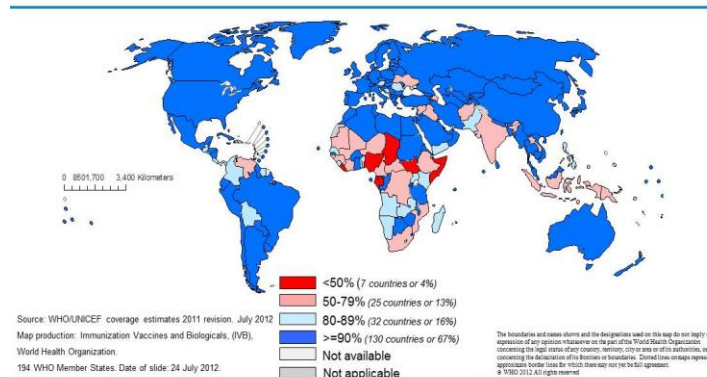 0 8501,700 3,400 Kilometers
<50% (7 countries or 4%)
50-79% (25 countries or 13%)
80-89% (32 countries or 16%)
>=90% (130 countries or 67%)
Not available
Not applicable
Source: WHO/UNICEF coverage estimates 2011 revision. July 2012
Map production: Immunization Vaccines and Biologicals, (IVB),
World Health Organization.
194 WHO Member States. Date of slide: 24 July 2012.
The boundaries and names shown and the designations used on this map do not imply
expression of any opinion whatsoever on the part of the World Health Organization
concerning the legal status of any country, territory, city or area or of its authorities, or
concerning the delimitation of its frontiers or boundaries. Dotted lines on maps represe
approximate border lines for which there may not yet be full agreement.
© WHO 2012 All rights reserved